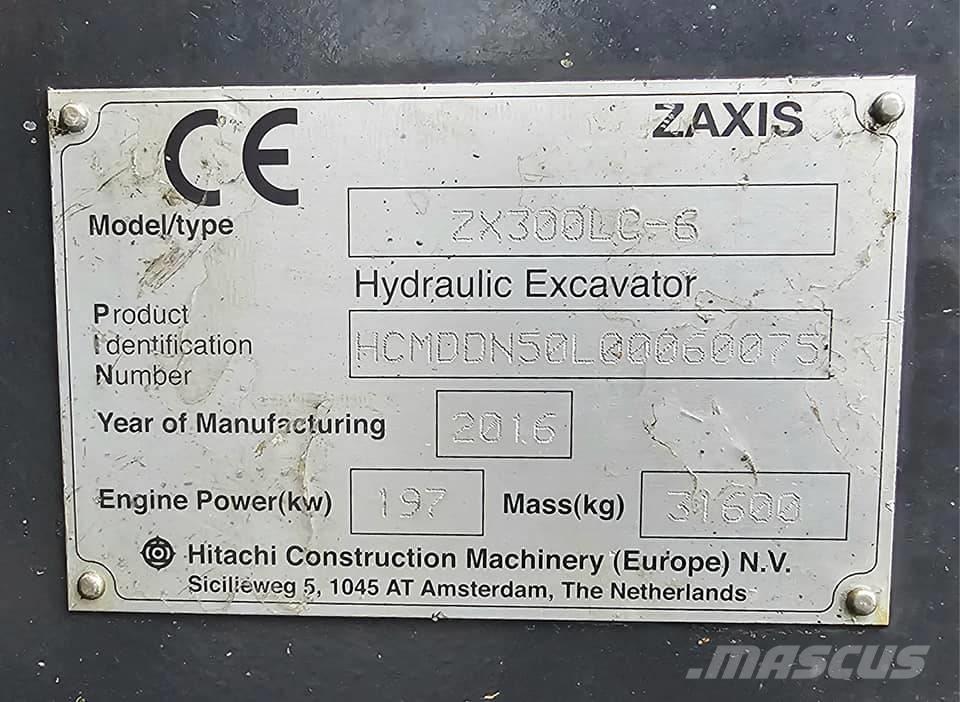 CE
ZAXIS
Model/type ZX300LC-6
Hydraulic Excavator
Product
Identification HCMDDN50L00060075
Number
Year of Manufacturing 2016
Engine Power(kw) 197 Mass(kg) 31600
Hitachi Construction Machinery (Europe) N.V.
Sicilieweg 5, 1045 AT Amsterdam, The Netherlands
MASCUS